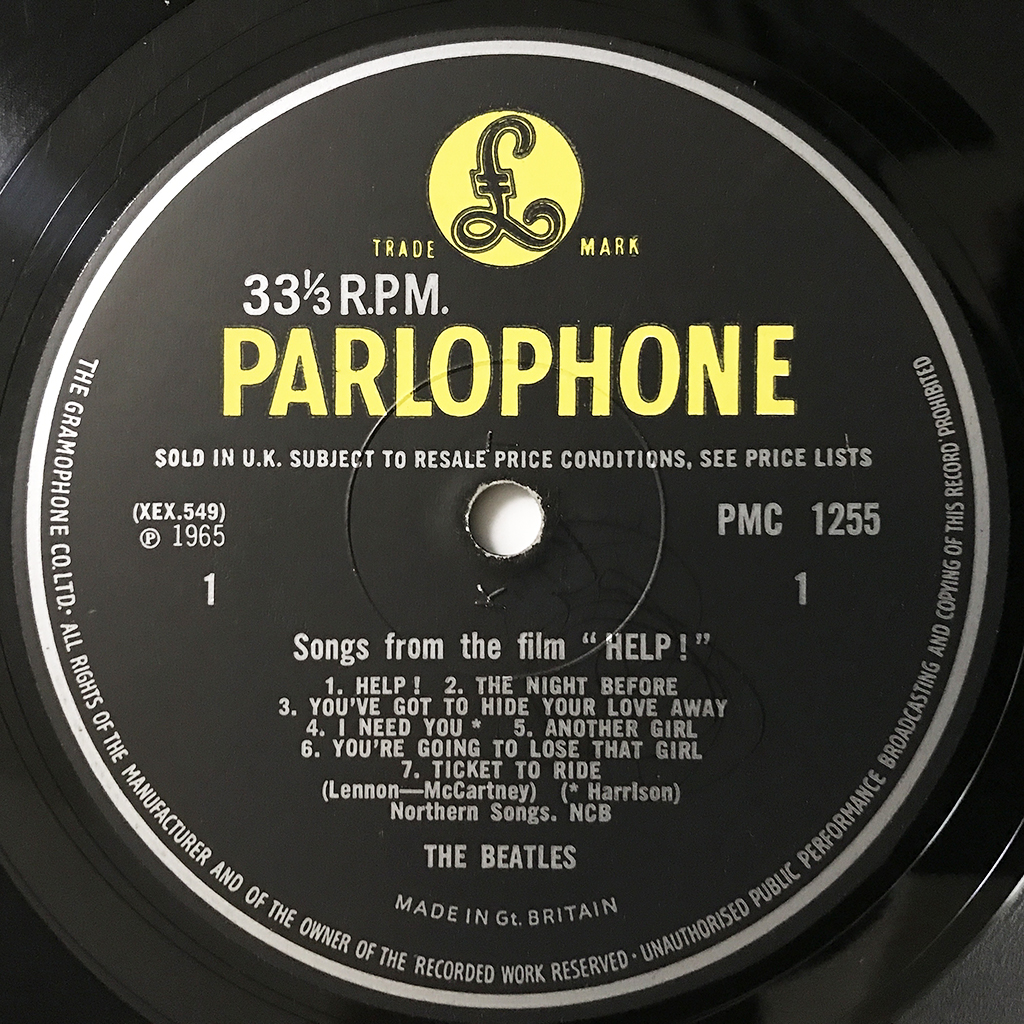 £
TRADE MARK
33⅓ R.P.M.
PARLOPHONE
SOLD IN U.K. SUBJECT TO RESALE PRICE CONDITIONS, SEE PRICE LISTS
(XEX.549)
℗ 1965
1
PMC 1255
1
Songs from the film “HELP!”
1. HELP! 2. THE NIGHT BEFORE
3. YOU'VE GOT TO HIDE YOUR LOVE AWAY
4. I NEED YOU * 5. ANOTHER GIRL
6. YOU'RE GOING TO LOSE THAT GIRL
7. TICKET TO RIDE
(Lennon—McCartney) (* Harrison)
Northern Songs. NCB
THE BEATLES
MADE IN Gt. BRITAIN
THE GRAMOPHONE CO.LTD. · ALL RIGHTS OF THE MANUFACTURER AND OF THE OWNER OF THE RECORDED WORK RESERVED · UNAUTHORISED PUBLIC PERFORMANCE BROADCASTING AND COPYING OF THIS RECORD PROHIBITED